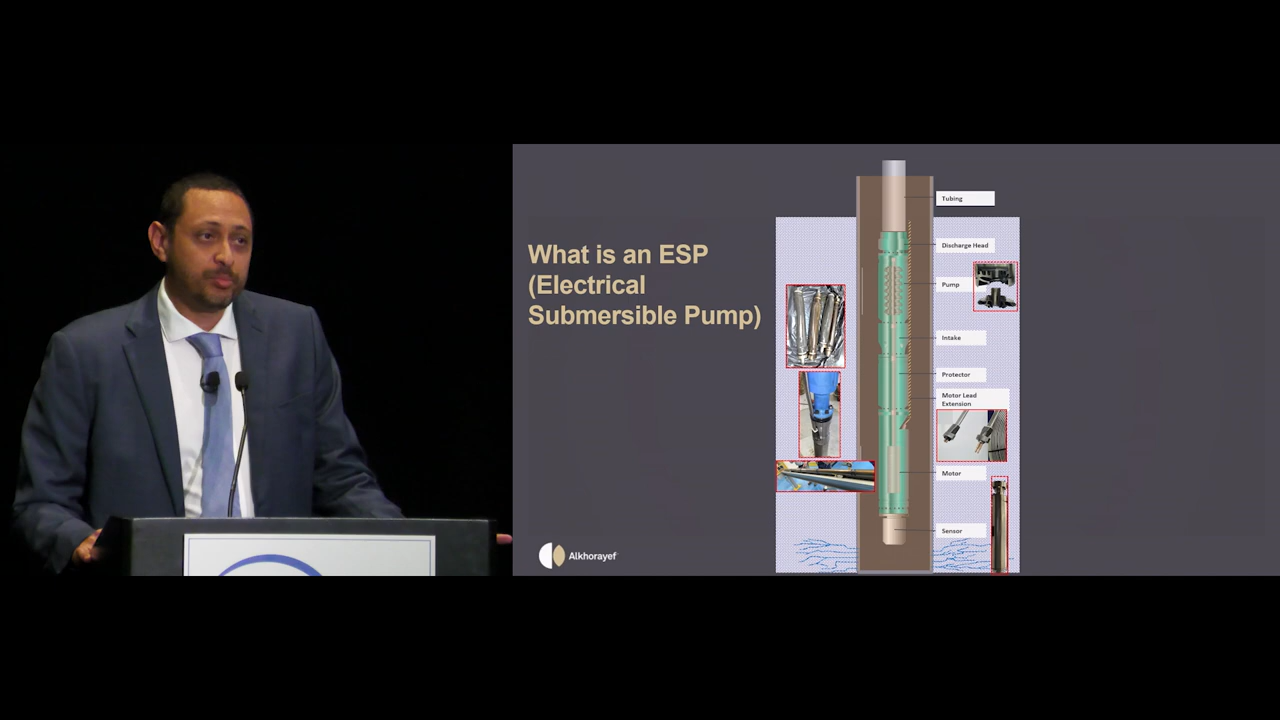 What is an ESP
(Electrical
Submersible Pump)
Tubing
Discharge Head
Pump
Intake
Protector
Motor Lead
Extension
Motor
Sensor
Alkhorayef